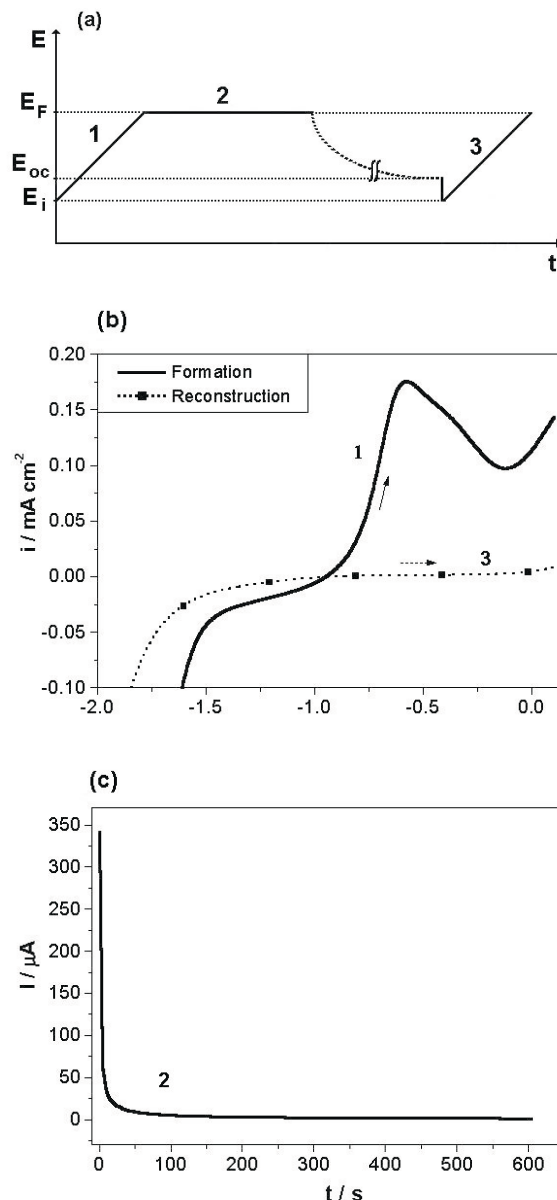 (a)
E
E_F
1
2
3
E_oc
E_i
t
(b)
i / mA cm⁻²
0.20
0.15
0.10
0.05
0.00
-0.05
-0.10
Formation
Reconstruction
1
3
-2.0 -1.5 -1.0 -0.5 0.0
(c)
I / μA
350
300
250
200
150
100
50
0
2
0 100 200 300 400 500 600
t / s